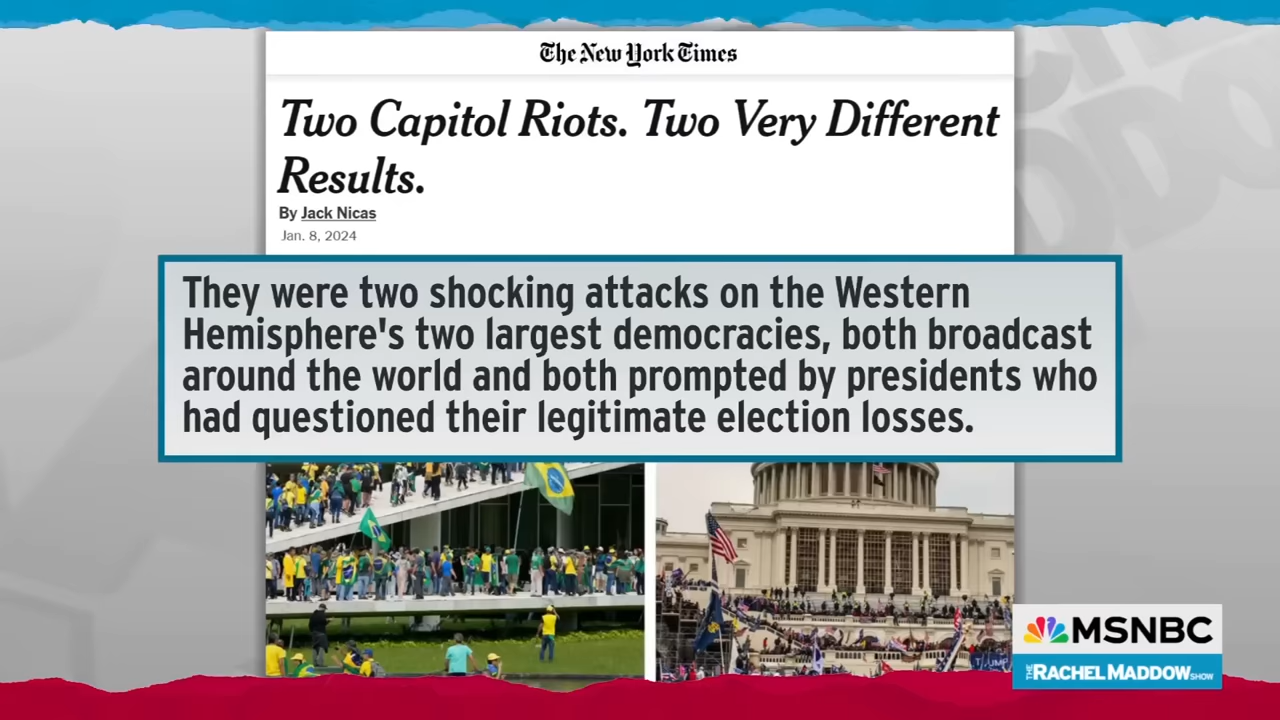 The New York Times
Two Capitol Riots. Two Very Different
Results.
By Jack Nicas
Jan. 8, 2024
They were two shocking attacks on the Western
Hemisphere's two largest democracies, both broadcast
around the world and both prompted by presidents who
had questioned their legitimate election losses.
TRUMP
MSNBC
THE RACHEL MADDOW SHOW